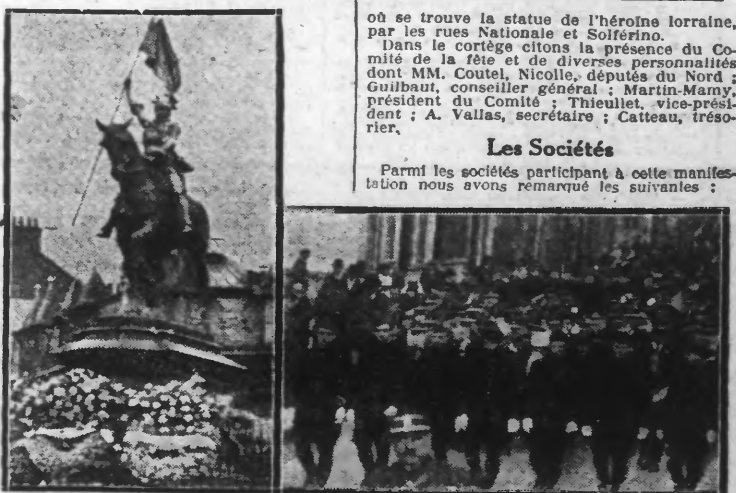 où se trouve la statue de l'héroïne lorraine,
par les rues Nationale et Solférino.
Dans le cortège citons la présence du Co-
mité de la fête et de diverses personnalités
dont MM. Coutel, Nicolle, députés du Nord ;
Guilbaut, conseiller général ; Martin-Mamy,
président du Comité ; Thieullet, vice-prési-
dent ; A. Vallas, secrétaire ; Catteau, tréso-
rier.
Les Sociétés
Parmi les sociétés participant à cette manifes-
tation nous avons remarqué les suivantes :